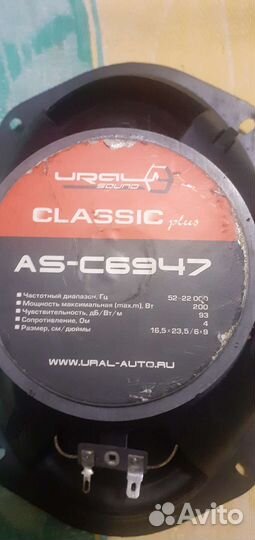 URAL
SOUND
CLASSIC plus
AS-C6947
Частотный диапазон, Гц 52-22 000
Мощность максимальная (max.m), Вт 200
Чувствительность, дБ/Вт/м 93
Сопротивление, Ом 4
Размер, см/дюймы 16,5×23,5/6×9
WWW.URAL-AUTO.RU
Avito